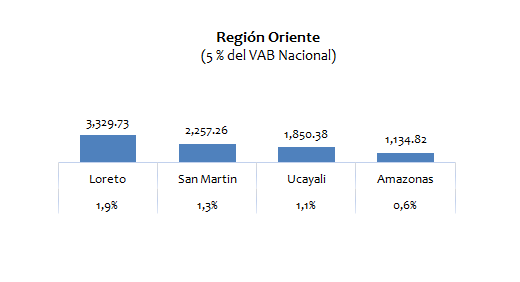 Región Oriente
(5 % del VAB Nacional)
3,329.73
2,257.26
1,850.38
1,134.82
Loreto San Martin Ucayali Amazonas
1,9% 1,3% 1,1% 0,6%